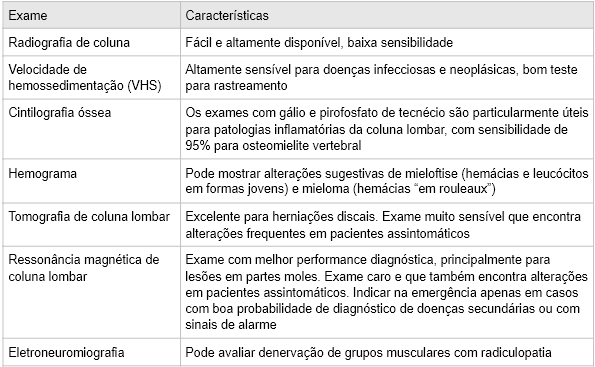 Exame Características
Radiografia de coluna Fácil e altamente disponível, baixa sensibilidade
Velocidade de hemossedimentação (VHS)
Altamente sensível para doenças infecciosas e neoplásicas, bom teste
para rastreamento
Cintilografia óssea
Os exames com gálio e pirofosfato de tecnécio são particularmente úteis
para patologias inflamatórias da coluna lombar, com sensibilidade de
95% para osteomielite vertebral
Hemograma
Pode mostrar alterações sugestivas de mieloftise (hemácias e leucócitos
em formas jovens) e mieloma (hemácias “em rouleaux”)
Tomografia de coluna lombar
Excelente para herniações discais. Exame muito sensível que encontra
alterações frequentes em pacientes assintomáticos
Ressonância magnética de
coluna lombar
Exame com melhor performance diagnóstica, principalmente para
lesões em partes moles. Exame caro e que também encontra alterações
em pacientes assintomáticos. Indicar na emergência apenas em casos
com boa probabilidade de diagnóstico de doenças secundárias ou com
sinais de alarme
Eletroneuromiografia Pode avaliar denervação de grupos musculares com radiculopatia